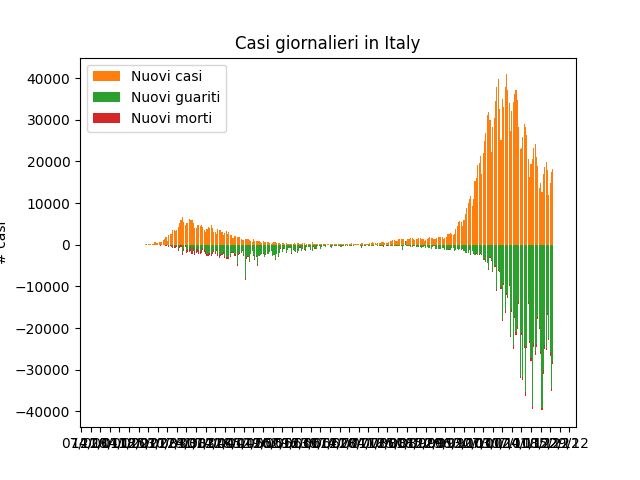 Casi giornalieri in Italy
Nuovi casi
Nuovi guariti
Nuovi morti
40000
30000
20000
10000
0
−10000
−20000
−30000
−40000
# casi